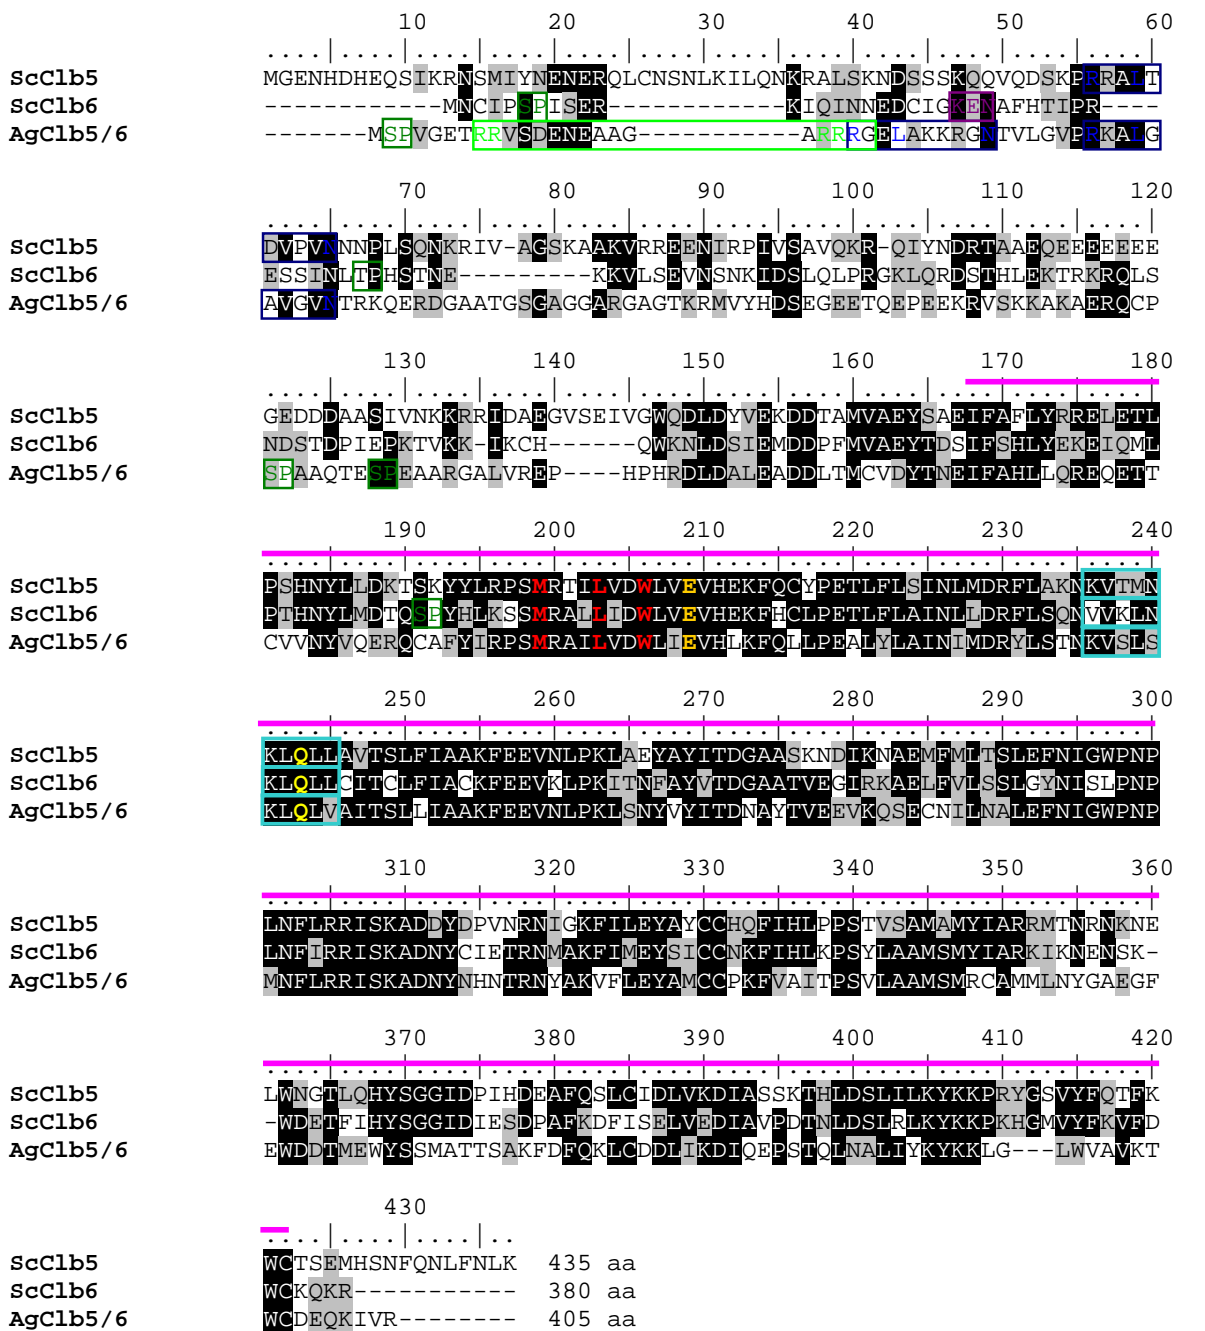 10 20 30 40 50 60
ScClb5 MGENHDHEQSIKRNSMIYNENERQLCNSNLKILQNKRALSKNDSSSKQQVQDSKPRRALT
ScClb6 ------------MNCIPSPISER------------KIQINNEDCIGKENAFHTIPR----
AgClb5/6 -------MSPVGETRRVSDENEAAG-----------ARRRGELAKKRGNTVLGVPRKALG
70 80 90 100 110 120
ScClb5 DVPVNNNPLSQNKRIV-AGSKAAKVRREENIRPIVSAVQKR-QIYNDRTAAEQEEEEEEE
ScClb6 ESSINLTPHSTNE---------KKVLSEVNSNKIDSLQLPRGKLQRDSTHLEKTRKRQLS
AgClb5/6 AVGVNTRKQERDGAATGSGAGGARGAGTKRMVYHDSEGEETQEPEEKRVSKKAKAERQCP
130 140 150 160 170 180
ScClb5 GEDDDAASIVNKKRRIDAEGVSEIVGWQDLDYVEKDDTAMVAEYSAEIFAFLYRRELETL
ScClb6 NDSTDPIEPKTVKK-IKCH------QWKNLDSIEMDDPFMVAEYTDSIFSHLYEKEIQML
AgClb5/6 SPAAQTESPEAARGALVREP----HPHRDLDALEADDLTMCVDYTNEIFAHLLQREQETT
190 200 210 220 230 240
ScClb5 PSHNYLLDKTSKYYLRPSMRTILVDWLVEVHEKFQCYPETLFLSINLMDRFLAKNKVTMN
ScClb6 PTHNYLMDTQSPYHLKSSMRALLIDWLVEVHEKFHCLPETLFLAINLLDRFLSQNVVKLN
AgClb5/6 CVVNYVQERQCAFYIRPSMRAILVDWLIEVHLKFQLLPEALYLAINIMDRYLSTNKVSLS
250 260 270 280 290 300
ScClb5 KLQLLAVTSLFIAAKFEEVNLPKLAEYAYITDGAASKNDIKNAEMFMLTSLEFNIGWPNP
ScClb6 KLQLLCITCLFIACKFEEVKLPKITNFAYVTDGAATVEGIRKAELFVLSSLGYNISLPNP
AgClb5/6 KLQLVAITSLLIAAKFEEVNLPKLSNYVYITDNAYTVEEVKQSECNILNALEFNIGWPNP
310 320 330 340 350 360
ScClb5 LNFLRRISKADDYDPVNRNIGKFILEYAYCCHQFIHLPPSTVSAMAMYIARRMTNRNKNE
ScClb6 LNFIRRISKADNYCIETRNMAKFIMEYSICCNKFIHLKPSYLAAMSMYIARKIKNENSK-
AgClb5/6 MNFLRRISKADNYNHNTRNYAKVFLEYAMCCPKFVAITPSVLAAMSMRCAMMLNYGAEGF
370 380 390 400 410 420
ScClb5 LWNGTLQHYSGGIDPIHDEAFQSLCIDLVKDIASSKTHLDSLILKYKKPRYGSVYFQTFK
ScClb6 -WDETFIHYSGGIDIESDPAFKDFISELVEDIAVPDTNLDSLRLKYKKPKHGMVYFKVFD
AgClb5/6 EWDDTMEWYSSMATTSAKFDFQKLCDDLIKDIQEPSTQLNALIYKYKKLG---LWVAVKT
430
ScClb5 WCTSEMHSNFQNLFNLK 435 aa
ScClb6 WCKQKR----------- 380 aa
AgClb5/6 WCDEQKIVR-------- 405 aa